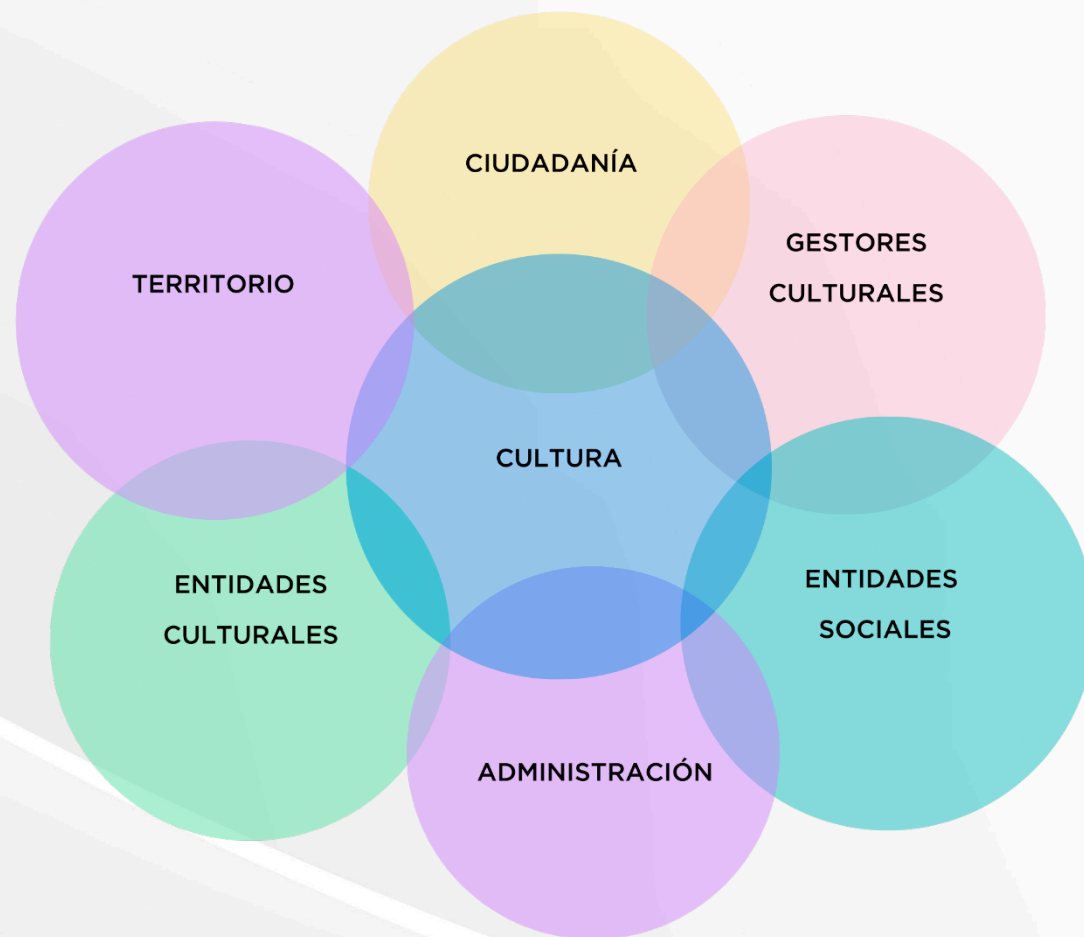 CIUDADANÍA
GESTORES
CULTURALES
TERRITORIO
CULTURA
ENTIDADES
CULTURALES
ENTIDADES
SOCIALES
ADMINISTRACIÓN